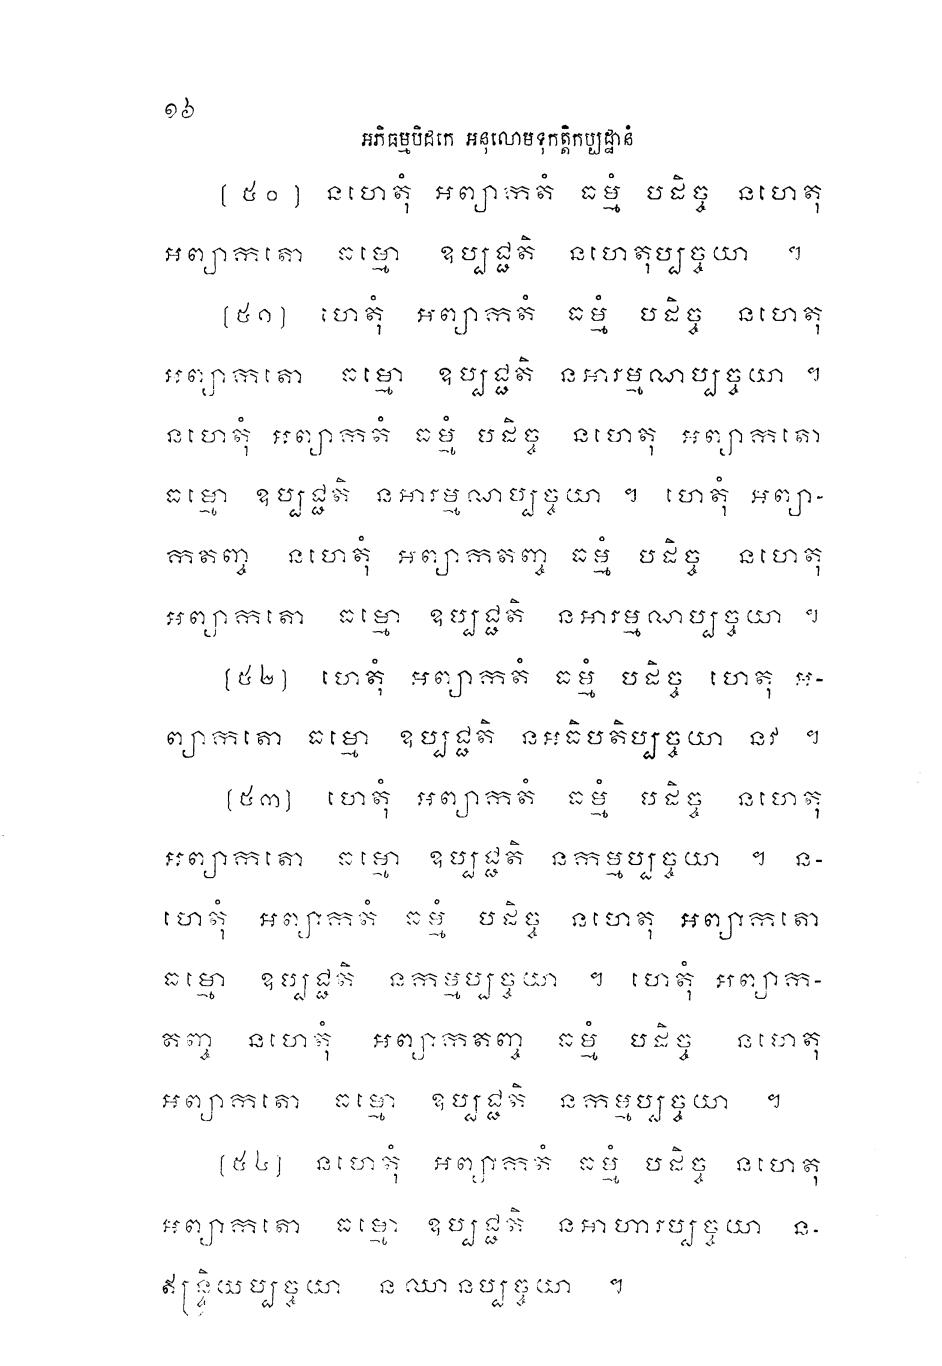 ១៦
អភិធម្មបិដកេ អនុលោមទុកត្តិកប្បដ្ឋានំ
(៥០) នហេតុំ អព្យាកតំ ធម្មំ បដិច្ច នហេតុ
អព្យាកតោ ធម្មោ ឧប្បជ្ជតិ នហេតុប្បច្ចយា ។
(៥១) ហេតុំ អព្យាកតំ ធម្មំ បដិច្ច នហេតុ
អព្យាកតោ ធម្មោ ឧប្បជ្ជតិ នអារម្មណប្បច្ចយា ។
នហេតុំ អព្យាកតំ ធម្មំ បដិច្ច នហេតុ អព្យាកតោ
ធម្មោ ឧប្បជ្ជតិ នអារម្មណប្បច្ចយា ។ ហេតុំ អព្យា-
កតញ្ច នហេតុំ អព្យាកតញ្ច ធម្មំ បដិច្ច នហេតុ
អព្យាកតោ ធម្មោ ឧប្បជ្ជតិ នអារម្មណប្បច្ចយា ។
(៥២) ហេតុំ អព្យាកតំ ធម្មំ បដិច្ច ហេតុ អ-
ព្យាកតោ ធម្មោ ឧប្បជ្ជតិ នអធិបតិប្បច្ចយា នវ ។
(៥៣) ហេតុំ អព្យាកតំ ធម្មំ បដិច្ច នហេតុ
អព្យាកតោ ធម្មោ ឧប្បជ្ជតិ នកម្មប្បច្ចយា ។ ន-
ហេតុំ អព្យាកតំ ធម្មំ បដិច្ច នហេតុ អព្យាកតោ
ធម្មោ ឧប្បជ្ជតិ នកម្មប្បច្ចយា ។ ហេតុំ អព្យាក-
តញ្ច នហេតុំ អព្យាកតញ្ច ធម្មំ បដិច្ច នហេតុ
អព្យាកតោ ធម្មោ ឧប្បជ្ជតិ នកម្មប្បច្ចយា ។
(៥៤) នហេតុំ អព្យាកតំ ធម្មំ បដិច្ច នហេតុ
អព្យាកតោ ធម្មោ ឧប្បជ្ជតិ នអាហារប្បច្ចយា ន-
ឥន្ទ្រិយប្បច្ចយា នឈានប្បច្ចយា ។